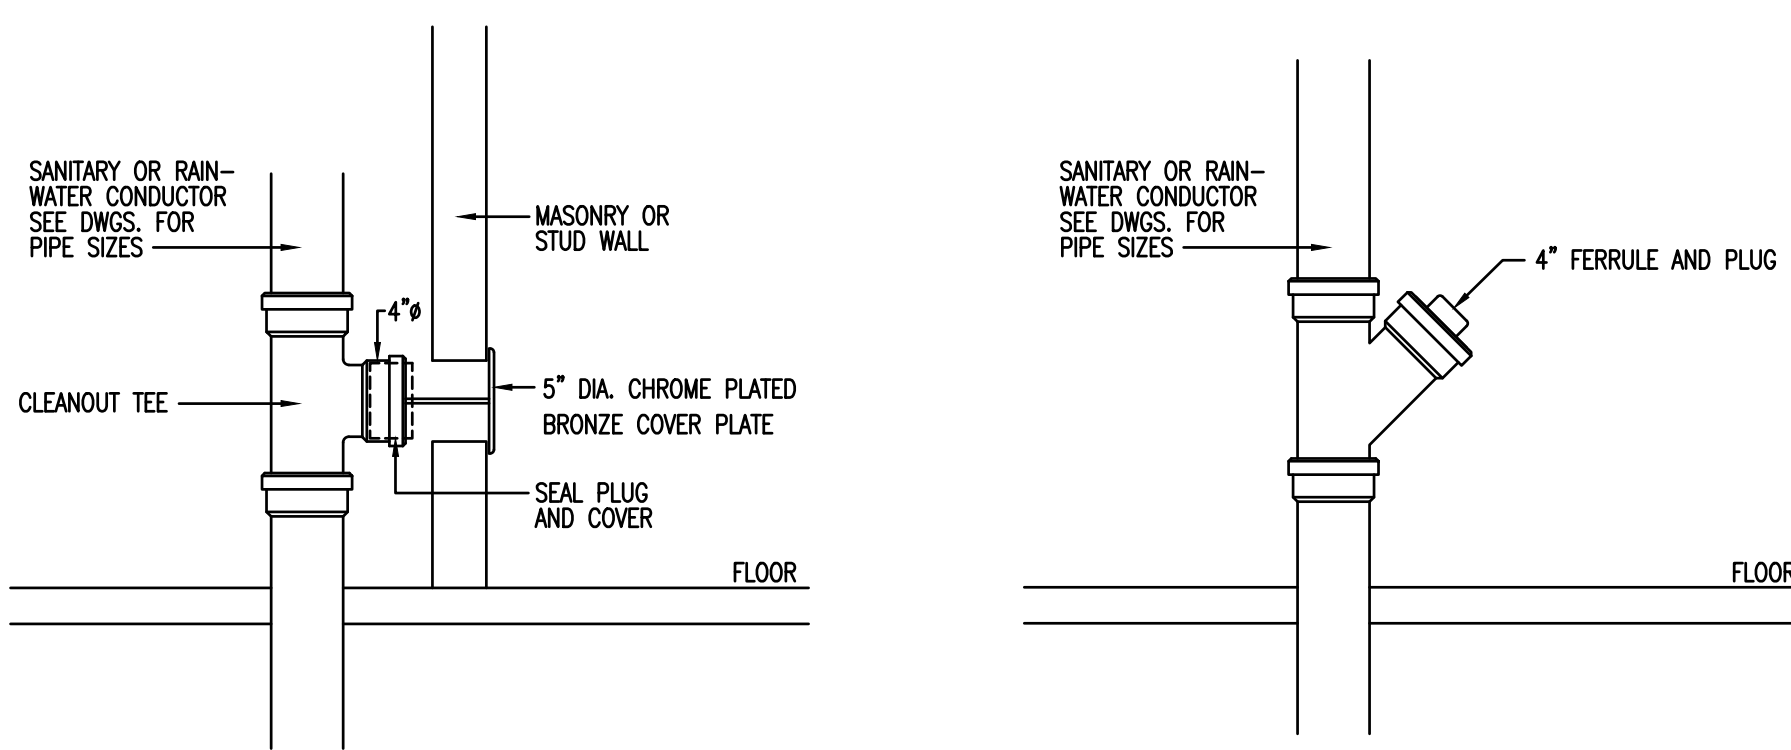 SANITARY OR RAIN-
WATER CONDUCTOR
SEE DWGS. FOR
PIPE SIZES
MASONRY OR
STUD WALL
4"ø
CLEANOUT TEE
5" DIA. CHROME PLATED
BRONZE COVER PLATE
SEAL PLUG
AND COVER
FLOOR
SANITARY OR RAIN-
WATER CONDUCTOR
SEE DWGS. FOR
PIPE SIZES
4" FERRULE AND PLUG
FLOOR